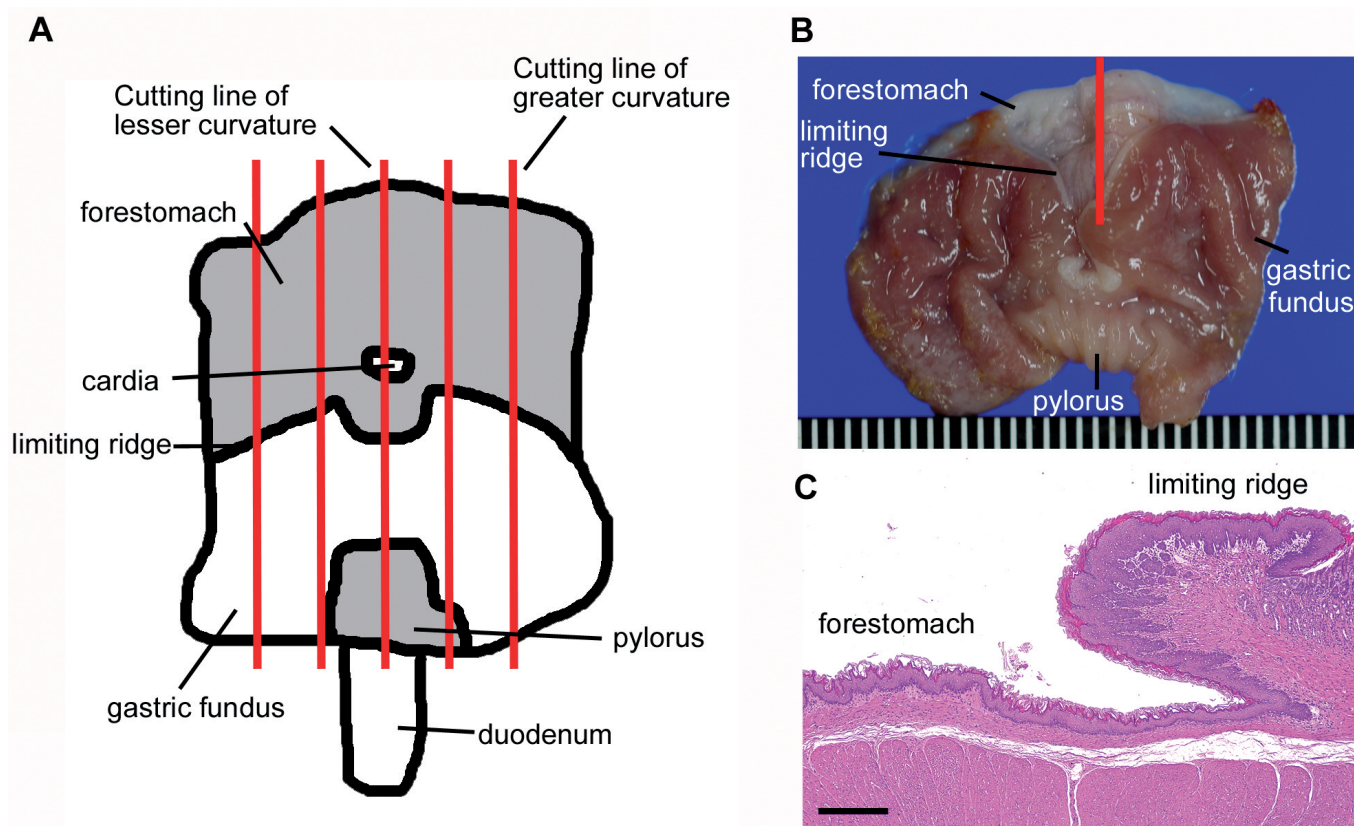 A
Cutting line of
lesser curvature
Cutting line of
greater curvature
forestomach
cardia
limiting ridge
gastric fundus
pylorus
duodenum
B
forestomach
limiting
ridge
gastric
fundus
pylorus
C
limiting ridge
forestomach